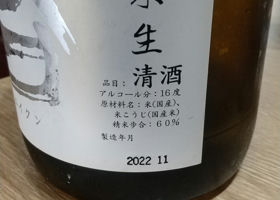 生
品目：清酒
アルコール分：16度
原材料名：米(国産)、
米こうじ(国産米)
精米歩合：60%
製造年月
2022 11